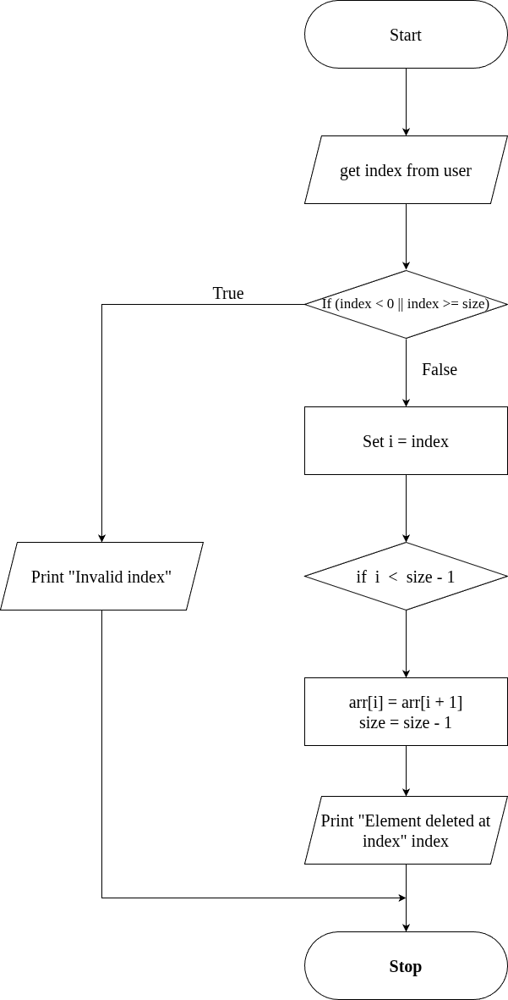 Start
get index from user
If (index < 0 || index >= size)
True
False
Set i = index
Print "Invalid index"
if i < size - 1
arr[i] = arr[i + 1]
size = size - 1
Print "Element deleted at
index" index
Stop